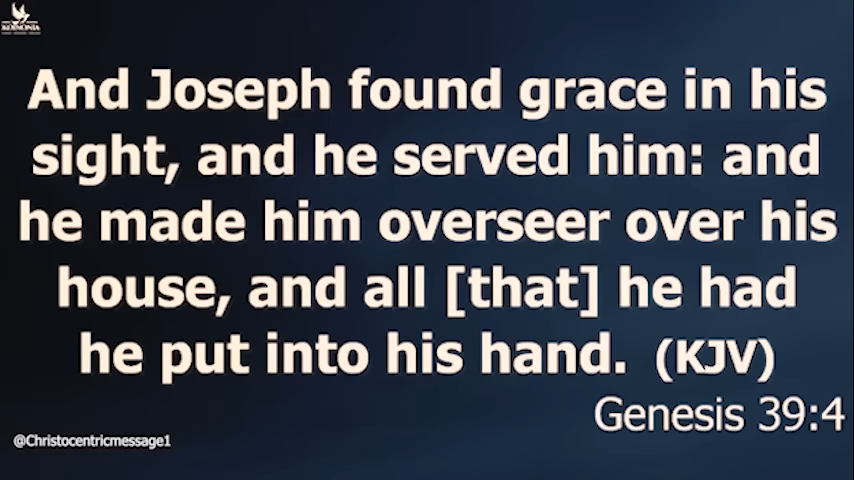 KOINONIA
And Joseph found grace in his
sight, and he served him: and
he made him overseer over his
house, and all [that] he had
he put into his hand. (KJV)
Genesis 39:4
@Christocentricmessage1